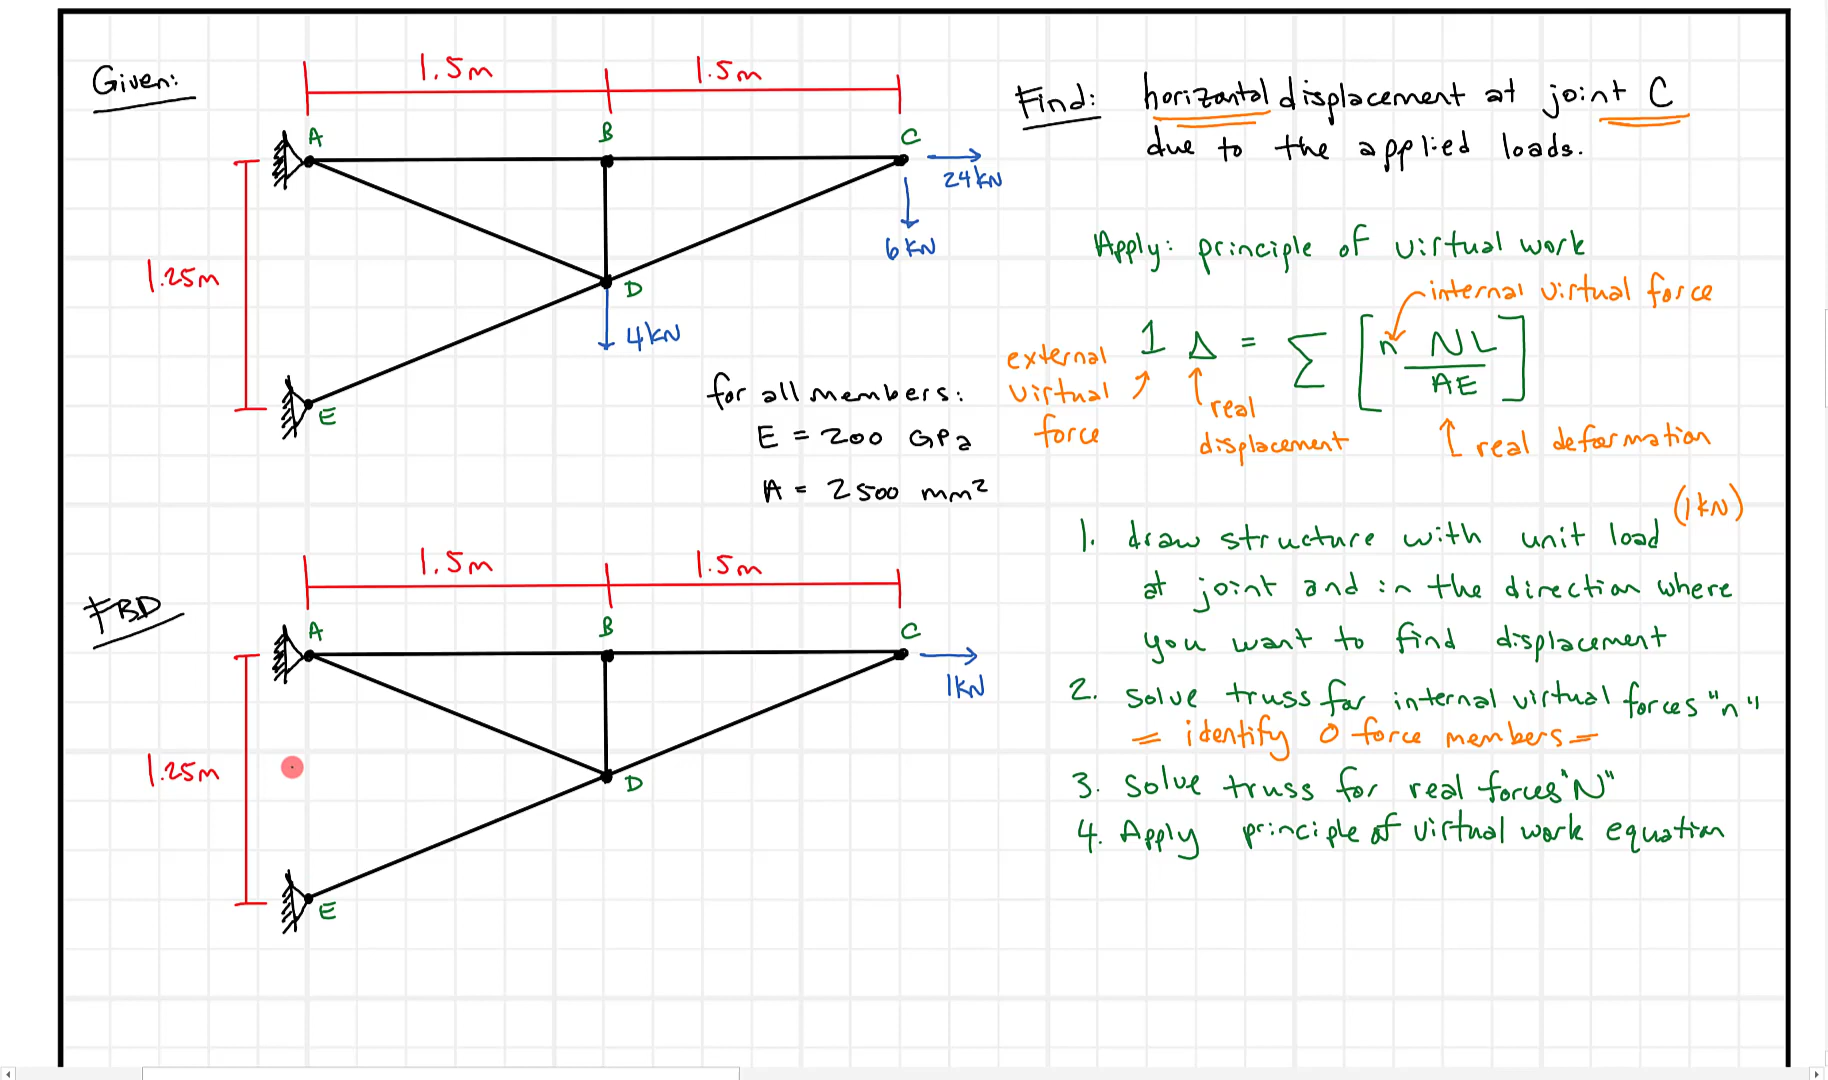 Given:
1.5m
1.5m
A
B
C
24kN
6kN
1.25m
D
4kN
E
for all members:
E = 200 GPa
A = 2500 mm²
Find: horizontal displacement at joint C
due to the applied loads.
Apply: principle of virtual work
internal virtual force
1 Δ = Σ [n NL/AE]
external
virtual
force
real
displacement
real deformation
(1kN)
1. draw structure with unit load
at joint and in the direction where
you want to find displacement
2. solve truss for internal virtual forces "n"
= identify 0 force members =
3. solve truss for real forces "N"
4. Apply principle of virtual work equation
FBD
1.5m
1.5m
A
B
C
1kN
1.25m
D
E